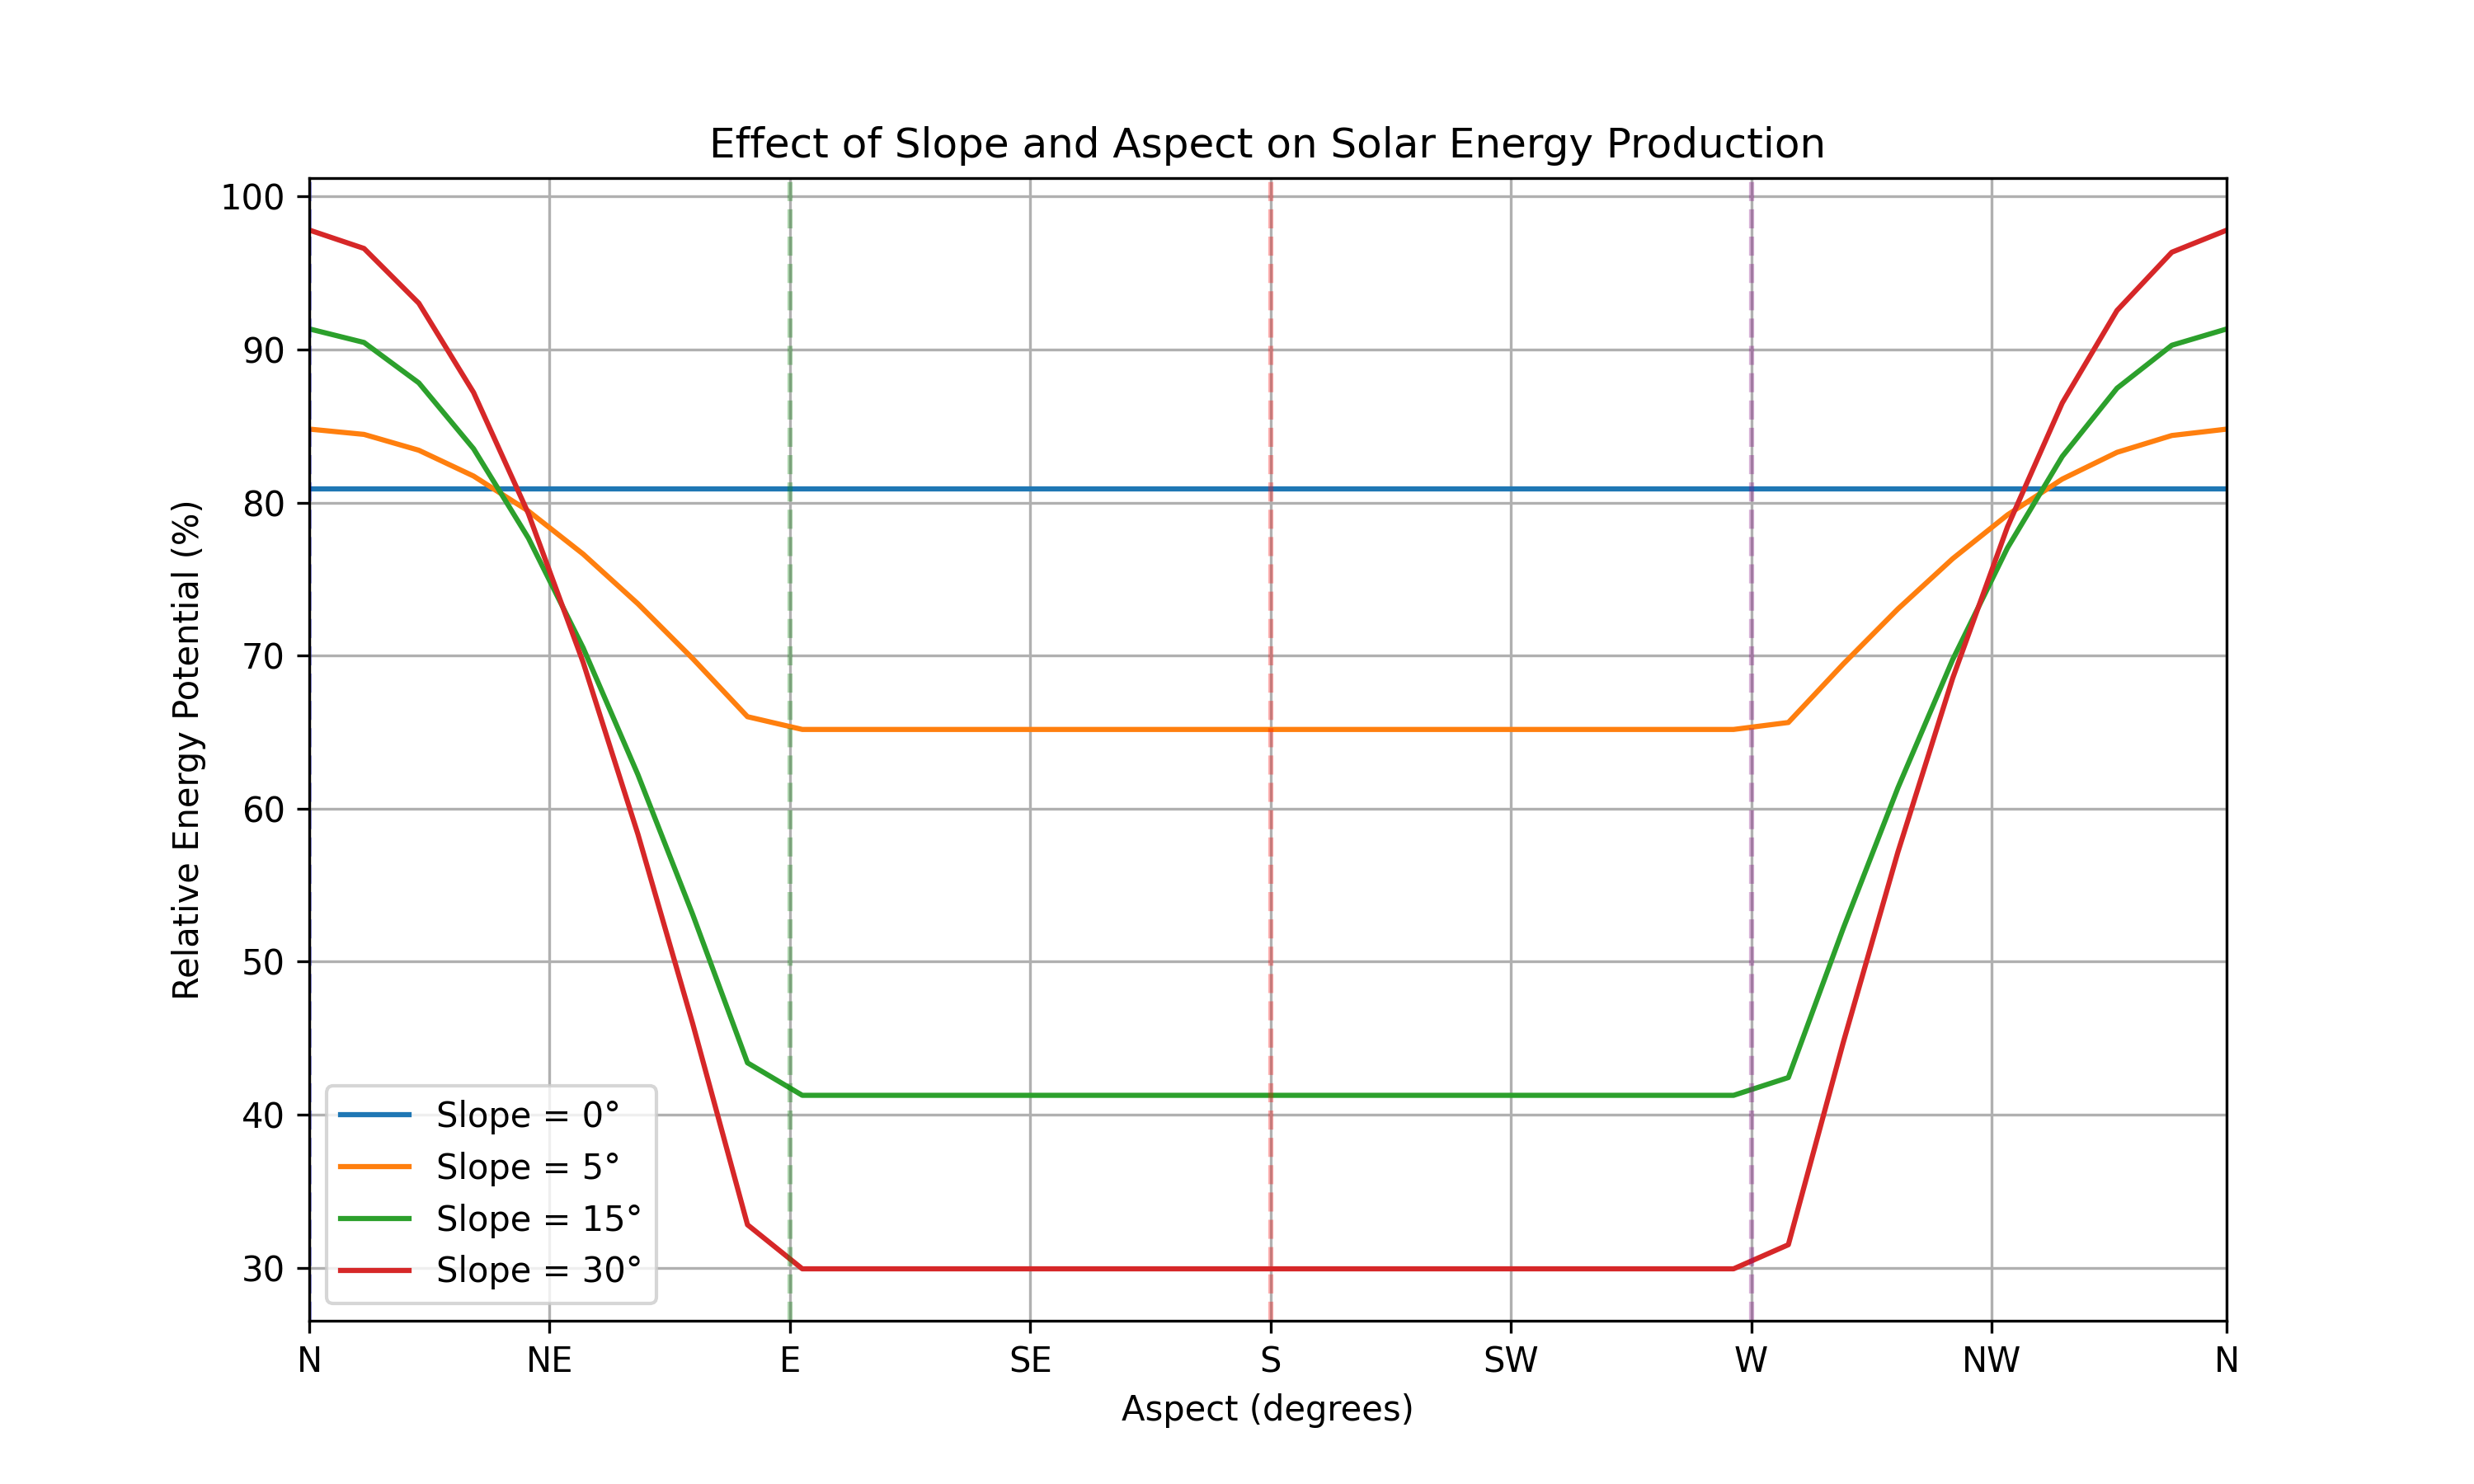 Effect of Slope and Aspect on Solar Energy Production
Relative Energy Potential (%)
100
90
80
70
60
50
40
30
Slope = 0°
Slope = 5°
Slope = 15°
Slope = 30°
N NE E SE S SW W NW N
Aspect (degrees)